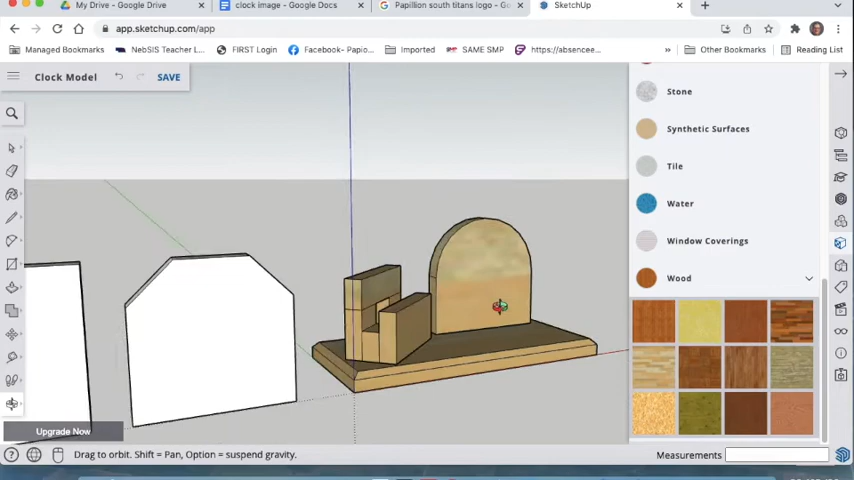 My Drive - Google Drive
clock image - Google Docs
Papillion south titans logo - Go
SketchUp
app.sketchup.com/app
Managed Bookmarks
NebSIS Teacher L...
FIRST Login
Facebook- Papio...
Imported
SAME SMP
https://absencee...
Other Bookmarks
Reading List
Clock Model
SAVE
Stone
Synthetic Surfaces
Tile
Water
Window Coverings
Wood
Upgrade Now
Drag to orbit. Shift = Pan, Option = suspend gravity.
Measurements